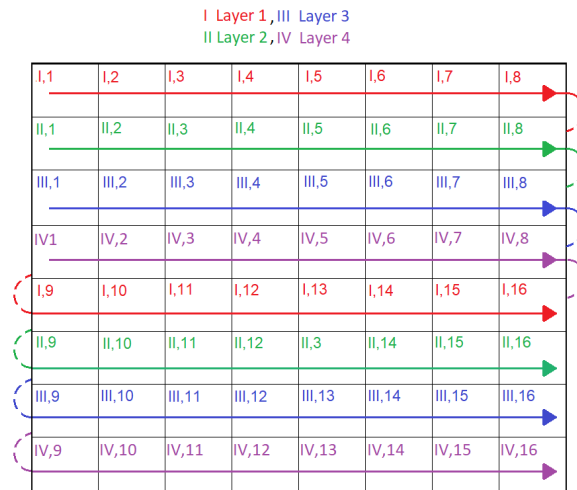 I Layer 1, III Layer 3
II Layer 2, IV Layer 4
I,1 I,2 I,3 I,4 I,5 I,6 I,7 I,8
II,1 II,2 II,3 II,4 II,5 II,6 II,7 II,8
III,1 III,2 III,3 III,4 III,5 III,6 III,7 III,8
IV1 IV,2 IV,3 IV,4 IV,5 IV,6 IV,7 IV,8
I,9 I,10 I,11 I,12 I,13 I,14 I,15 I,16
II,9 II,10 II,11 II,12 II,3 II,14 II,15 II,16
III,9 III,10 III,11 III,12 III,13 III,14 III,15 III,16
IV,9 IV,10 IV,11 IV,12 IV,13 IV,14 IV,15 IV,16